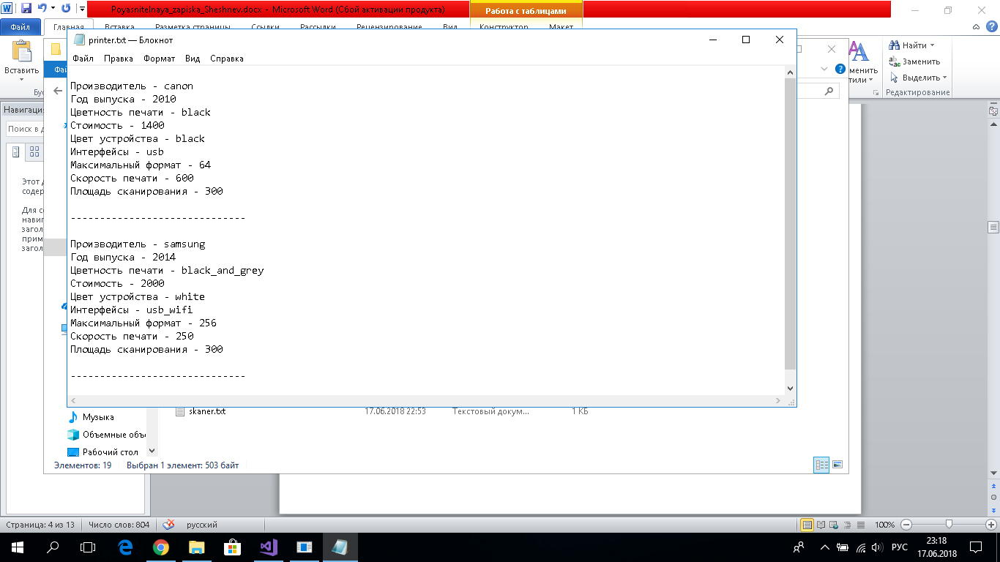 Poyasnitelnaya_zapiska_Sheshnev.docx - Microsoft Word (Сбой активации продукта)
Работа с таблицами
Файл Главная Вставка Разметка страницы Ссылки Рассылки Рецензирование Вид Конструктор Макет
printer.txt — Блокнот
Файл Правка Формат Вид Справка
Вставить
Найти
Заменить
Выделить
Редактирование
Навигация
Поиск в д
Этот д
содер
Для со
навиг
загол
прим
загол
Производитель - canon
Год выпуска - 2010
Цветность печати - black
Стоимость - 1400
Цвет устройства - black
Интерфейсы - usb
Максимальный формат - 64
Скорость печати - 600
Площадь сканирования - 300
------------------------------
Производитель - samsung
Год выпуска - 2014
Цветность печати - black_and_grey
Стоимость - 2000
Цвет устройства - white
Интерфейсы - usb_wifi
Максимальный формат - 256
Скорость печати - 250
Площадь сканирования - 300
------------------------------
skaner.txt 17.06.2018 22:53 Текстовый докум... 1 КБ
Музыка
Объемные объ
Рабочий стол
Элементов: 19 Выбран 1 элемент: 503 байт
Страница: 4 из 13 Число слов: 804 русский 100%
РУС
23:18
17.06.2018